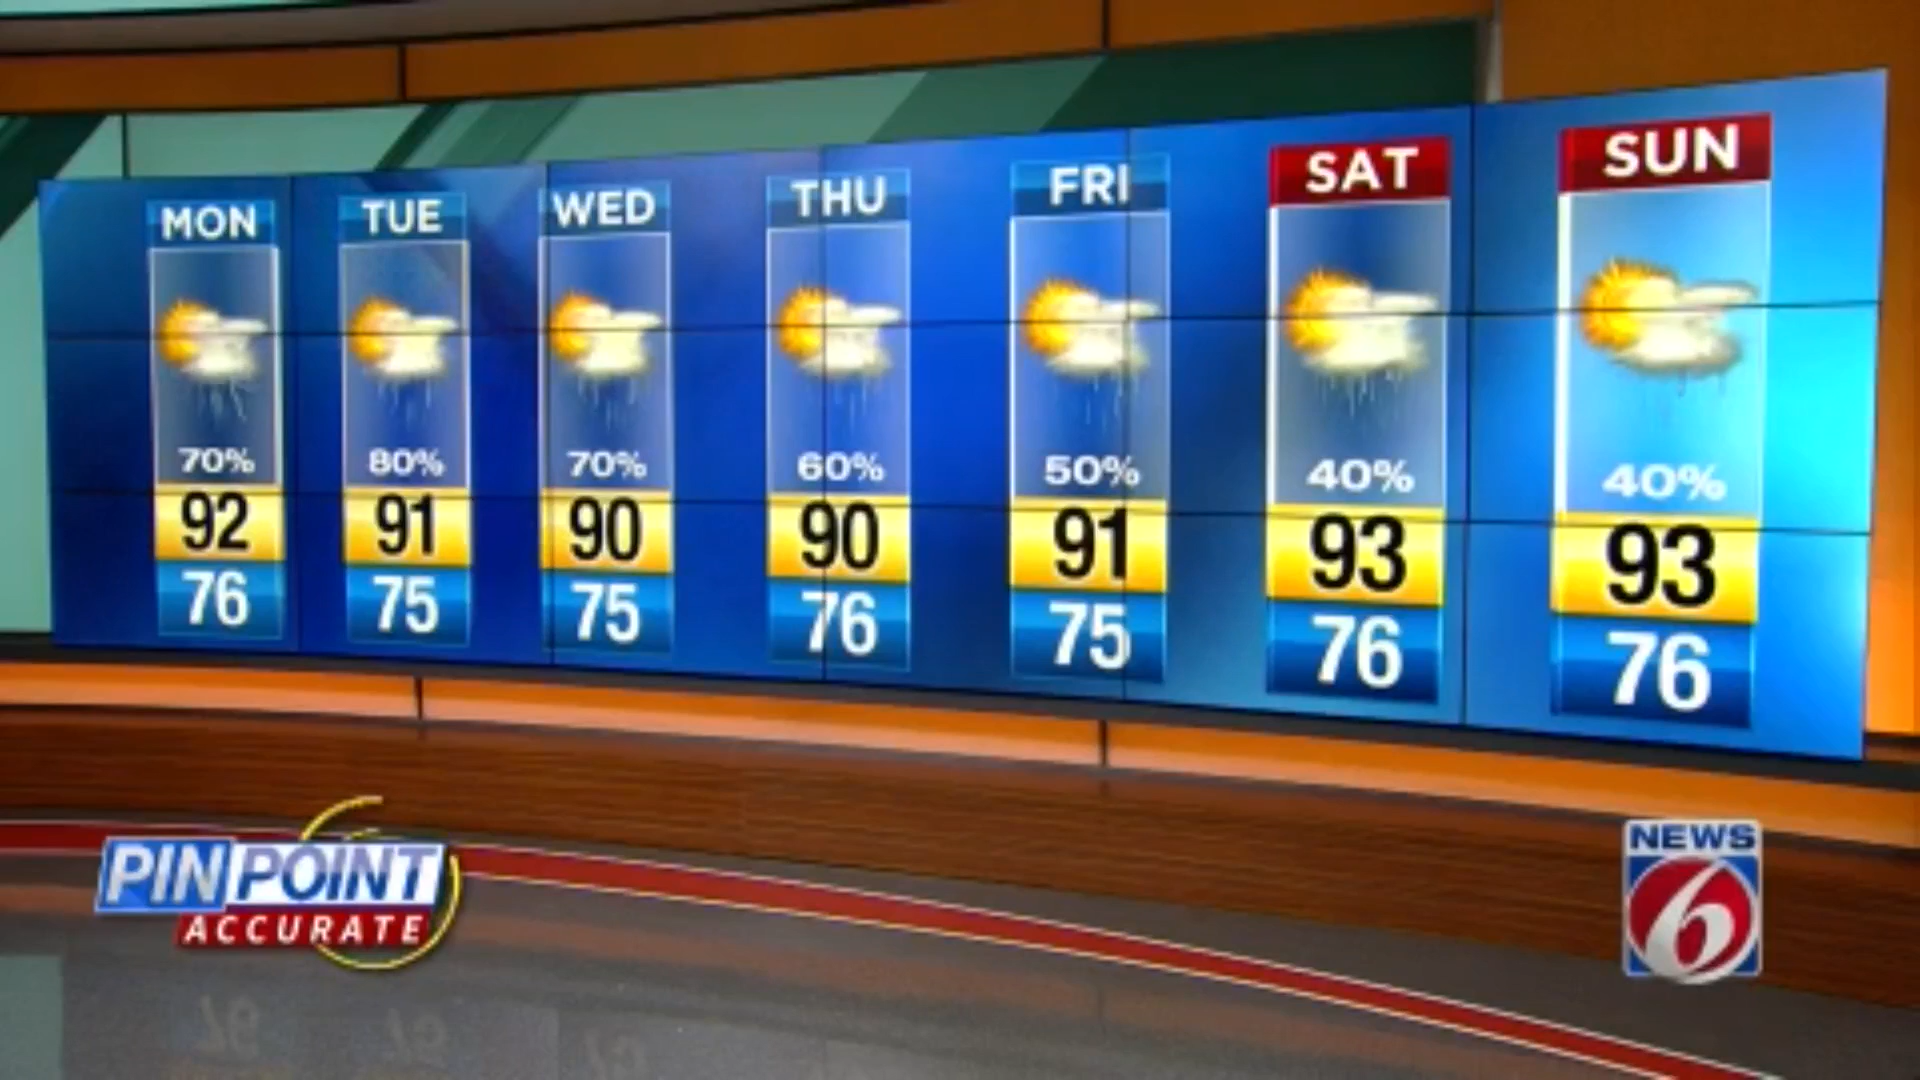 MON TUE WED THU FRI SAT SUN
70% 80% 70% 60% 50% 40% 40%
92 91 90 90 91 93 93
76 75 75 76 75 76 76
PINPOINT
ACCURATE
NEWS
6